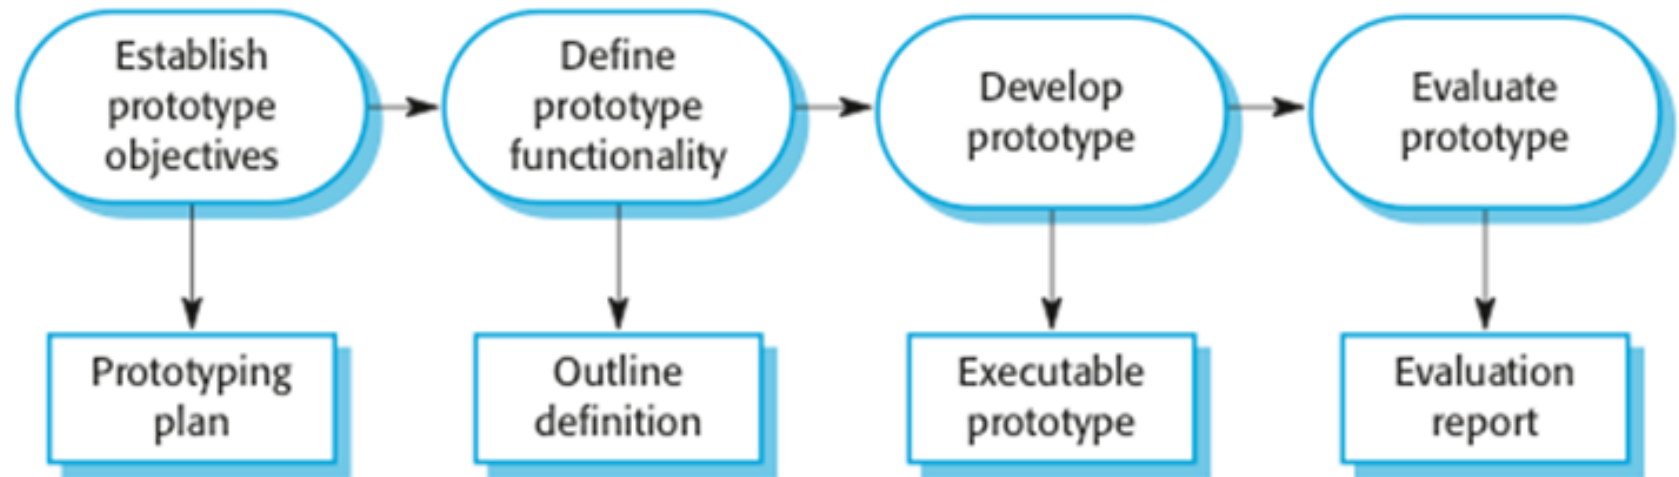 Establish
prototype
objectives
Define
prototype
functionality
Develop
prototype
Evaluate
prototype
Prototyping
plan
Outline
definition
Executable
prototype
Evaluation
report